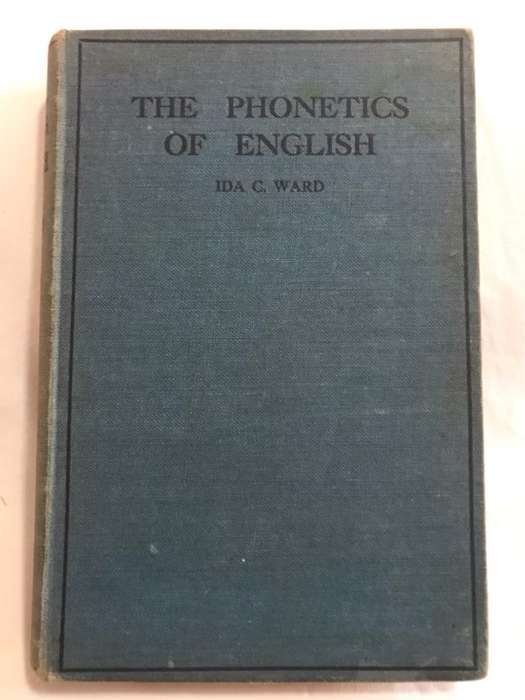 THE PHONETICS
OF ENGLISH
IDA C. WARD